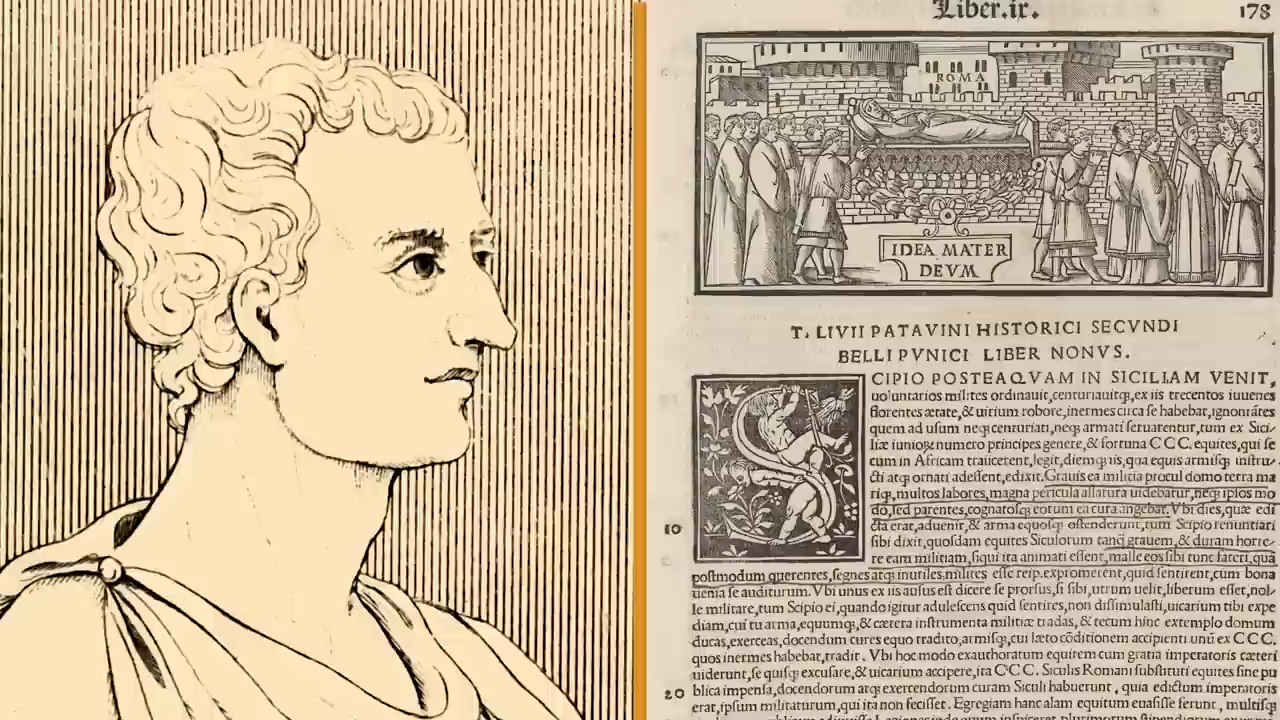 Liber.ix.
178
ROMA
IDEA MATER
DEVM
T. LIVII PATAVINI HISTORICI SECVNDI
BELLI PVNICI LIBER NONVS.
SCIPIO POSTEAQVAM IN SICILIAM VENIT,
uoluntarios milites ordinauit, centuriauitq;, ex iis trecentos iuuenes
florentes ætate, & uirium robore, inermes circa se habebat, ignorãtes
quem ad usum neq; centuriati, neq; armati seruarentur, tum ex Sici-
liæ iunioꝝ numero principes genere, & fortuna CCC. equites, qui se
cum in Africam traiicerent, legit, diemq; iis, qua equis armisq; instru-
cti atq; ornati adessent, edixit. Grauis ea militia procul domo terra ma
riq;, multos labores, magna pericula allatura uidebatur, neq; ipsos mo
do, sed parentes, cognatosq; eorum ea cura angebat. Vbi dies, quæ edi
10
cta erat, aduenit, & arma equosq; ostenderunt, tum Scipio renuntiari
sibi dixit, quosdam equites Siculorum tanq̃ grauem, & duram horre-
re eam militiam, siqui ita animati essent, malle eos sibi tunc fateri, quã
postmodum querentes, segnes atq; inutiles milites esse reip. expromerent, quid sentirent, cum bona
uenia se auditurum. Vbi unus ex iis ausus est dicere se prorsus, si sibi, utrum uelit, liberum esset, nol-
le militare, tum Scipio ei, quando igitur adulescens quid sentires, non dissimulasti, uicarium tibi expe
diam, cui tu arma, equumq;, & cætera instrumenta militiæ tradas, & tecum hinc extemplo domum
ducas, exerceas, docendum cures equo tradito, armisq;, cui læto cõditionem accipienti unũ ex CCC.
quos inermes habebat, tradit. Vbi hoc modo exauthoratum equitem cum gratia imperatoris cæteri
uiderunt, se quisq; excusare, & uicarium accipere, ita CCC. Siculis Romani substituti equites sine pu
20
blica impensa, docendorum atq; exercendorum curam Siculi habuerunt, quia edictum imperatoris
erat, ipsum militaturum, qui ita non fecisset. Egregiam hanc alam equitum euasisse ferunt, multisq;